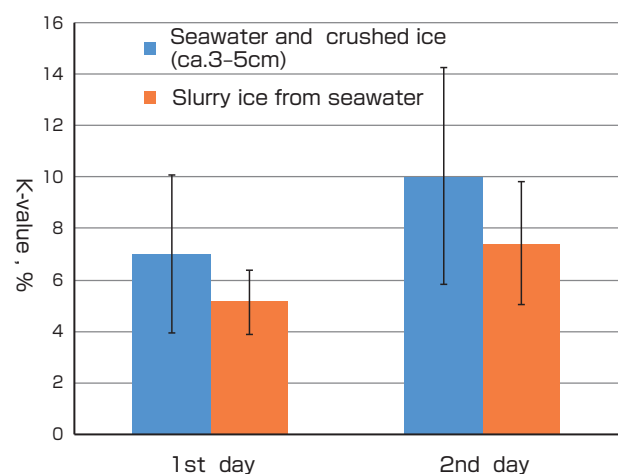 16
14
12
10
8
6
4
2
0
K-value , %
Seawater and crushed ice
(ca.3–5cm)
Slurry ice from seawater
1st day
2nd day